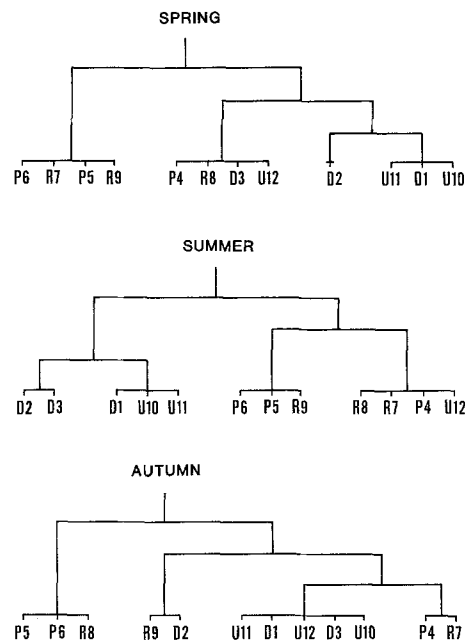 SPRING
P6 R7 P5 R9 P4 R8 D3 U12 D2 U11 D1 U10
SUMMER
D2 D3 D1 U10 U11 P6 P5 R9 R8 R7 P4 U12
AUTUMN
P5 P6 R8 R9 D2 U11 D1 U12 D3 U10 P4 R7